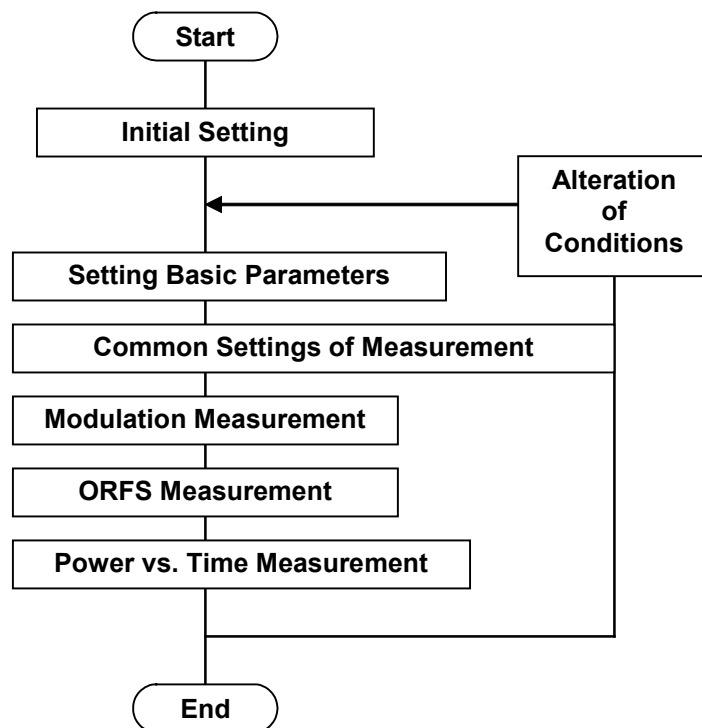 Start
Initial Setting
Alteration
of
Conditions
Setting Basic Parameters
Common Settings of Measurement
Modulation Measurement
ORFS Measurement
Power vs. Time Measurement
End